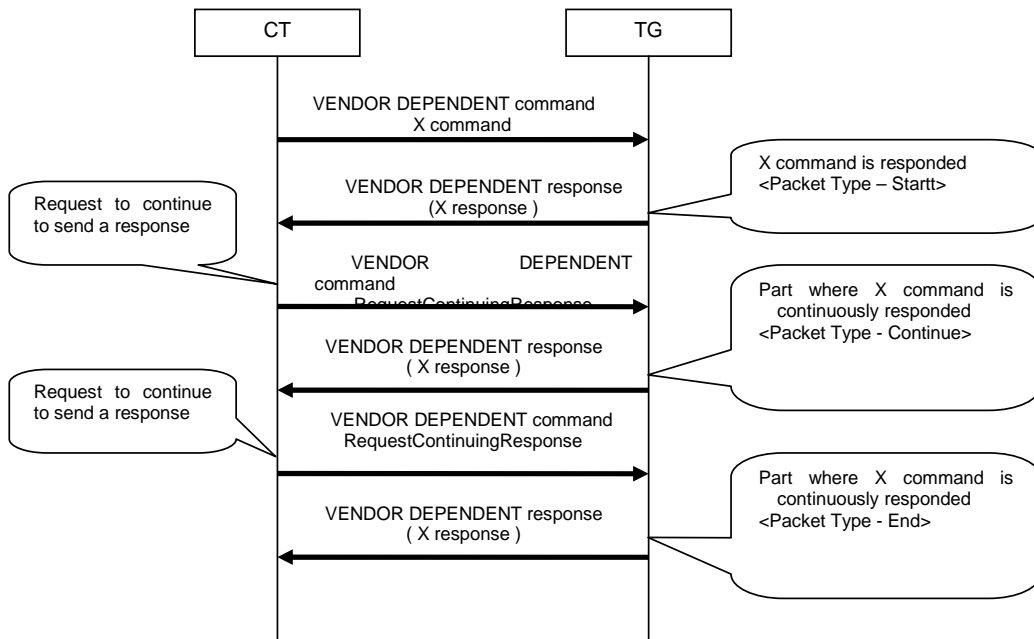 CT
TG
VENDOR DEPENDENT command
X command
X command is responded
<Packet Type – Startt>
VENDOR DEPENDENT response
(X response )
Request to continue
to send a response
VENDOR DEPENDENT
command
RequestContinuingResponse
Part where X command is
continuously responded
<Packet Type - Continue>
VENDOR DEPENDENT response
( X response )
Request to continue
to send a response
VENDOR DEPENDENT command
RequestContinuingResponse
Part where X command is
continuously responded
<Packet Type - End>
VENDOR DEPENDENT response
( X response )